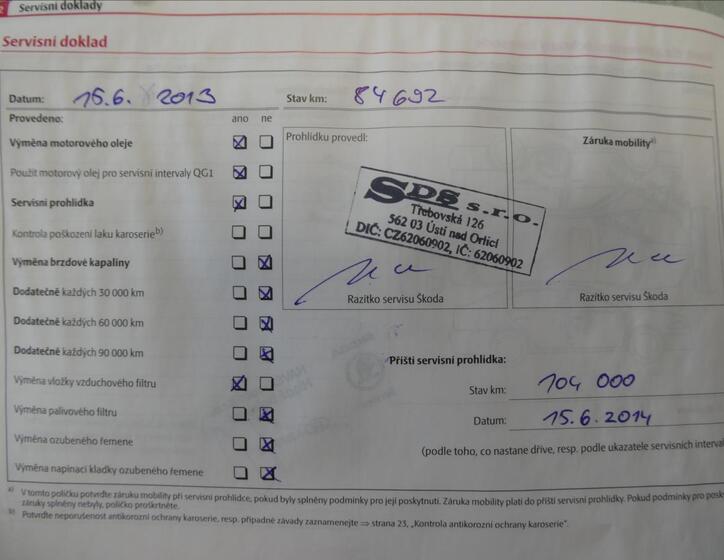 2 Servisní doklady
Servisní doklad
Datum: 15.6. 2013 Stav km: 84 692
Provedeno: ano ne
Prohlídku provedl: Záruka mobility a)
Výměna motorového oleje
Použit motorový olej pro servisní intervaly QG1
Servisní prohlídka
Kontrola poškození laku karoserie b)
Výměna brzdové kapaliny
Dodatečně každých 30 000 km
Dodatečně každých 60 000 km
Dodatečně každých 90 000 km
Výměna vložky vzduchového filtru
Výměna palivového filtru
Výměna ozubeného řemene
Výměna napínací kladky ozubeného řemene
SDS s.r.o.
Třebovská 126
562 03 Ústí nad Orlicí
DIČ: CZ62060902, IČ: 62060902
Razítko servisu Škoda Razítko servisu Škoda
Příští servisní prohlídka:
Stav km: 104 000
Datum: 15.6.2014
(podle toho, co nastane dříve, resp. podle ukazatele servisních interva
a) V tomto políčku potvrďte záruku mobility při servisní prohlídce, pokud byly splněny podmínky pro její poskytnutí. Záruka mobility platí do příští servisní prohlídky. Pokud podmínky pro posky
záruky splněny nebyly, políčko proškrtněte.
b) Potvrďte neporušenost antikorozní ochrany karoserie, resp. případné závady zaznamenejte ⇒ strana 23, „Kontrola antikorozní ochrany karoserie“.